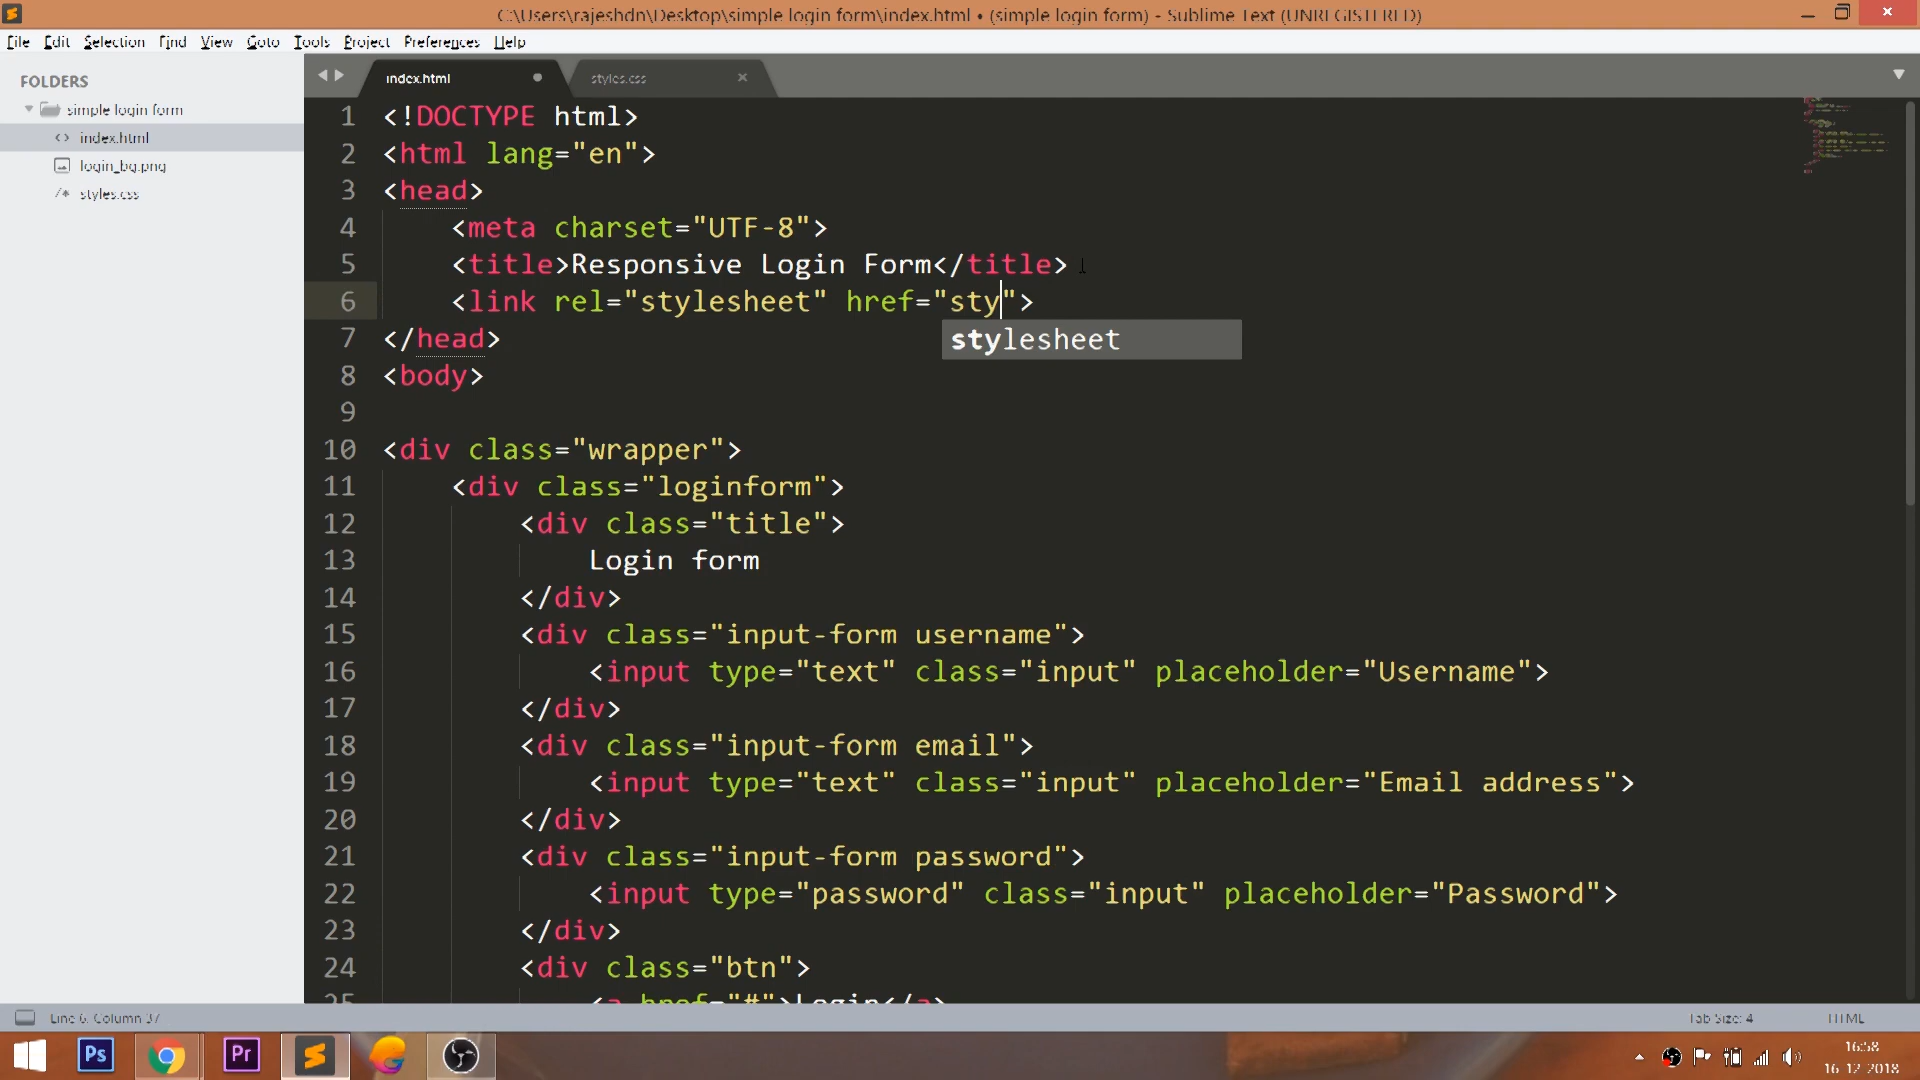 C:\Users\rajeshdn\Desktop\simple login form\index.html • (simple login form) - Sublime Text (UNREGISTERED)
File Edit Selection Find View Goto Tools Project Preferences Help
FOLDERS
simple login form
index.html
login_bg.png
styles.css
index.html styles.css
1 <!DOCTYPE html>
2 <html lang="en">
3 <head>
4 <meta charset="UTF-8">
5 <title>Responsive Login Form</title>
6 <link rel="stylesheet" href="sty">
7 </head>
stylesheet
8 <body>
9
10 <div class="wrapper">
11 <div class="loginform">
12 <div class="title">
13 Login form
14 </div>
15 <div class="input-form username">
16 <input type="text" class="input" placeholder="Username">
17 </div>
18 <div class="input-form email">
19 <input type="text" class="input" placeholder="Email address">
20 </div>
21 <div class="input-form password">
22 <input type="password" class="input" placeholder="Password">
23 </div>
24 <div class="btn">
25 <a href="#">Login</a>
Line 6, Column 37 Tab Size: 4 HTML
Ps Pr
16:58
16-12-2018